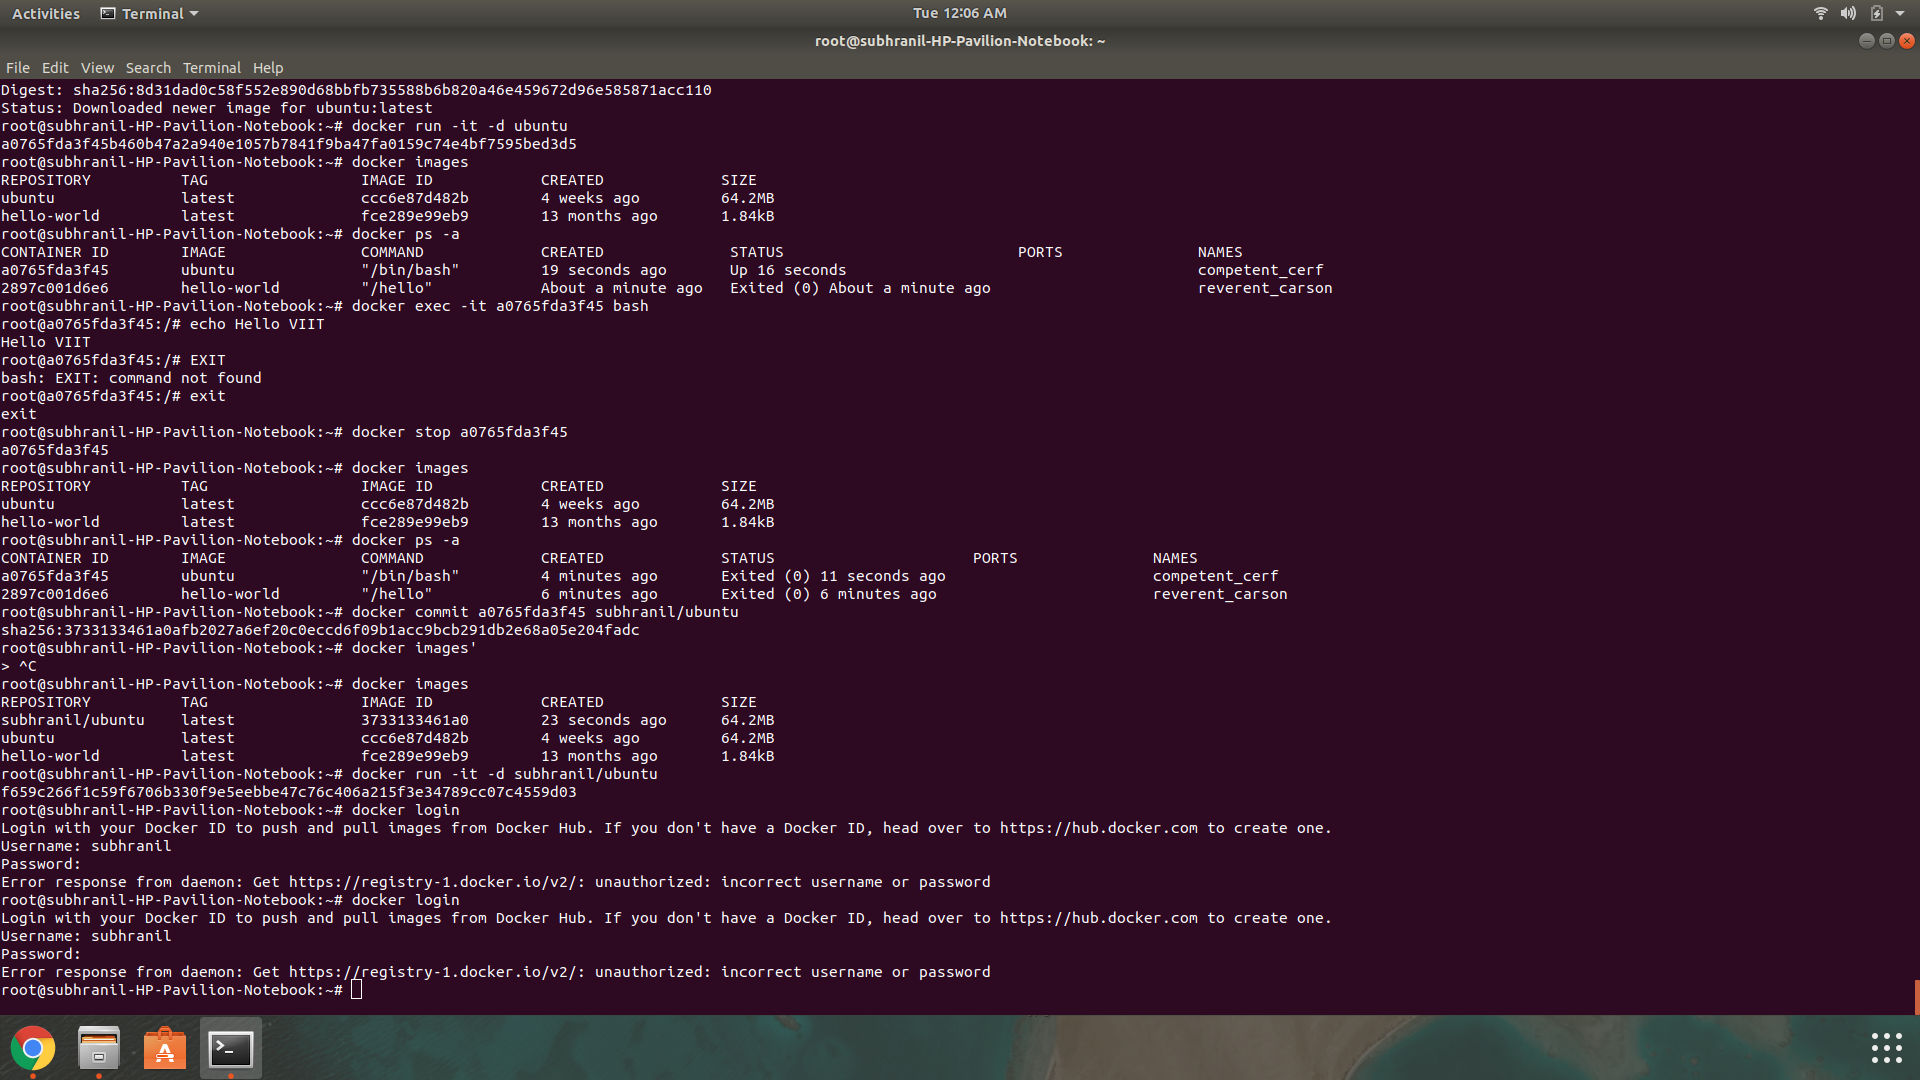 Activities Terminal Tue 12:06 AM
root@subhranil-HP-Pavilion-Notebook: ~
File Edit View Search Terminal Help
Digest: sha256:8d31dad0c58f552e890d68bbfb735588b6b820a46e459672d96e585871acc110
Status: Downloaded newer image for ubuntu:latest
root@subhranil-HP-Pavilion-Notebook:~# docker run -it -d ubuntu
a0765fda3f45b460b47a2a940e1057b7841f9ba47fa0159c74e4bf7595bed3d5
root@subhranil-HP-Pavilion-Notebook:~# docker images
REPOSITORY          TAG                 IMAGE ID            CREATED             SIZE
ubuntu              latest              ccc6e87d482b        4 weeks ago         64.2MB
hello-world         latest              fce289e99eb9        13 months ago       1.84kB
root@subhranil-HP-Pavilion-Notebook:~# docker ps -a
CONTAINER ID        IMAGE               COMMAND             CREATED              STATUS                          PORTS               NAMES
a0765fda3f45        ubuntu              "/bin/bash"         19 seconds ago       Up 16 seconds                                       competent_cerf
2897c001d6e6        hello-world         "/hello"            About a minute ago   Exited (0) About a minute ago                       reverent_carson
root@subhranil-HP-Pavilion-Notebook:~# docker exec -it a0765fda3f45 bash
root@a0765fda3f45:/# echo Hello VIIT
Hello VIIT
root@a0765fda3f45:/# EXIT
bash: EXIT: command not found
root@a0765fda3f45:/# exit
exit
root@subhranil-HP-Pavilion-Notebook:~# docker stop a0765fda3f45
a0765fda3f45
root@subhranil-HP-Pavilion-Notebook:~# docker images
REPOSITORY          TAG                 IMAGE ID            CREATED             SIZE
ubuntu              latest              ccc6e87d482b        4 weeks ago         64.2MB
hello-world         latest              fce289e99eb9        13 months ago       1.84kB
root@subhranil-HP-Pavilion-Notebook:~# docker ps -a
CONTAINER ID        IMAGE               COMMAND             CREATED             STATUS                      PORTS               NAMES
a0765fda3f45        ubuntu              "/bin/bash"         4 minutes ago       Exited (0) 11 seconds ago                       competent_cerf
2897c001d6e6        hello-world         "/hello"            6 minutes ago       Exited (0) 6 minutes ago                        reverent_carson
root@subhranil-HP-Pavilion-Notebook:~# docker commit a0765fda3f45 subhranil/ubuntu
sha256:3733133461a0afb2027a6ef20c0eccd6f09b1acc9bcb291db2e68a05e204fadc
root@subhranil-HP-Pavilion-Notebook:~# docker images'
> ^C
root@subhranil-HP-Pavilion-Notebook:~# docker images
REPOSITORY          TAG                 IMAGE ID            CREATED             SIZE
subhranil/ubuntu    latest              3733133461a0        23 seconds ago      64.2MB
ubuntu              latest              ccc6e87d482b        4 weeks ago         64.2MB
hello-world         latest              fce289e99eb9        13 months ago       1.84kB
root@subhranil-HP-Pavilion-Notebook:~# docker run -it -d subhranil/ubuntu
f659c266f1c59f6706b330f9e5eebbe47c76c406a215f3e34789cc07c4559d03
root@subhranil-HP-Pavilion-Notebook:~# docker login
Login with your Docker ID to push and pull images from Docker Hub. If you don't have a Docker ID, head over to https://hub.docker.com to create one.
Username: subhranil
Password:
Error response from daemon: Get https://registry-1.docker.io/v2/: unauthorized: incorrect username or password
root@subhranil-HP-Pavilion-Notebook:~# docker login
Login with your Docker ID to push and pull images from Docker Hub. If you don't have a Docker ID, head over to https://hub.docker.com to create one.
Username: subhranil
Password:
Error response from daemon: Get https://registry-1.docker.io/v2/: unauthorized: incorrect username or password
root@subhranil-HP-Pavilion-Notebook:~#